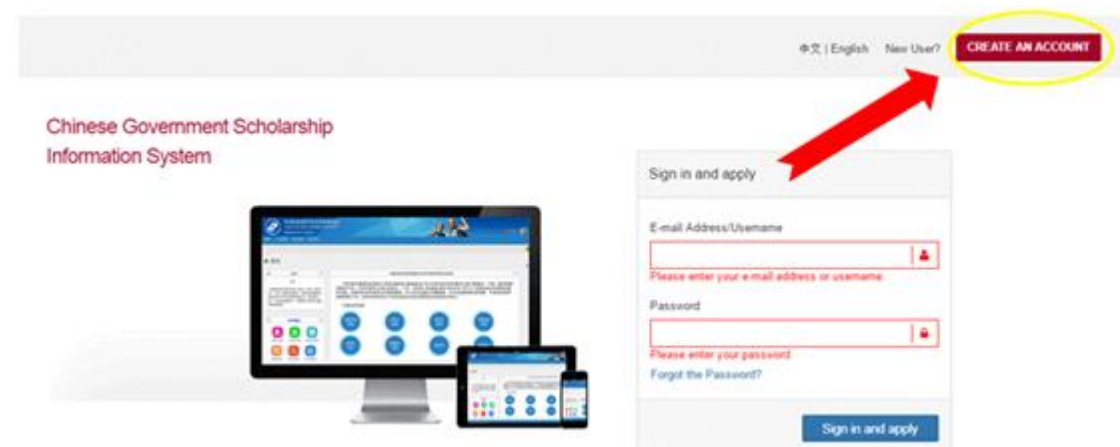 中文 | English New User? CREATE AN ACCOUNT
Chinese Government Scholarship
Information System
Sign in and apply
E-mail Address/Username
Please enter your e-mail address or username
Password
Please enter your password
Forgot the Password?
Sign in and apply